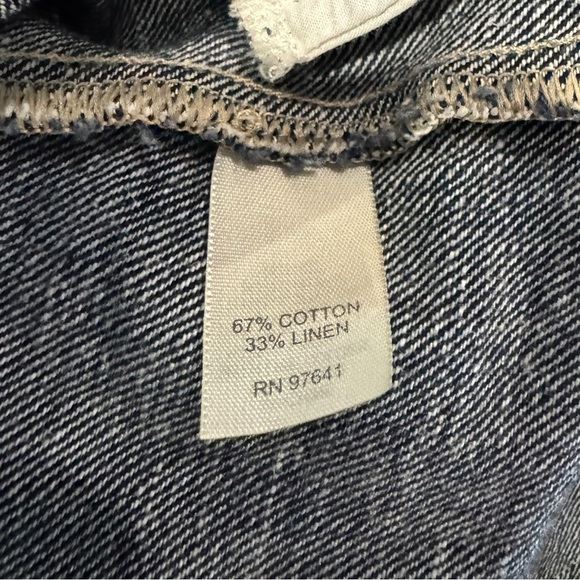 67% COTTON
33% LINEN
RN 97641